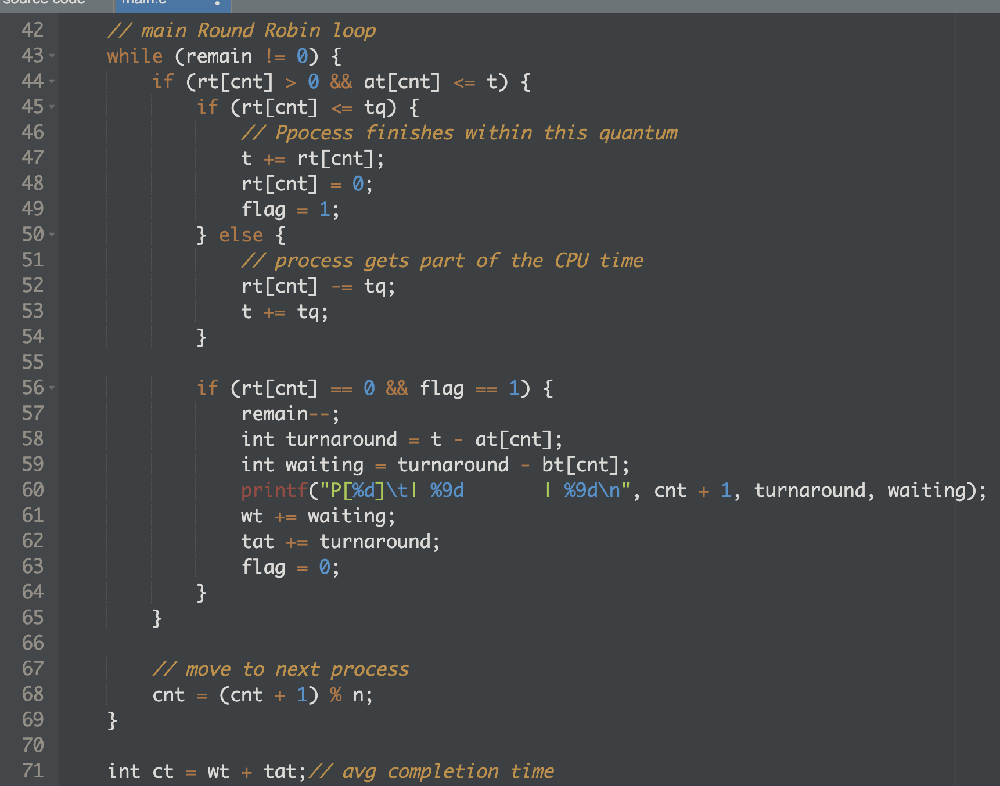 source code main.c
42 // main Round Robin loop
43 while (remain != 0) {
44 if (rt[cnt] > 0 && at[cnt] <= t) {
45 if (rt[cnt] <= tq) {
46 // Ppocess finishes within this quantum
47 t += rt[cnt];
48 rt[cnt] = 0;
49 flag = 1;
50 } else {
51 // process gets part of the CPU time
52 rt[cnt] -= tq;
53 t += tq;
54 }
55
56 if (rt[cnt] == 0 && flag == 1) {
57 remain--;
58 int turnaround = t - at[cnt];
59 int waiting = turnaround - bt[cnt];
60 printf("P[%d]\t| %9d       | %9d\n", cnt + 1, turnaround, waiting);
61 wt += waiting;
62 tat += turnaround;
63 flag = 0;
64 }
65 }
66
67 // move to next process
68 cnt = (cnt + 1) % n;
69 }
70
71 int ct = wt + tat;// avg completion time